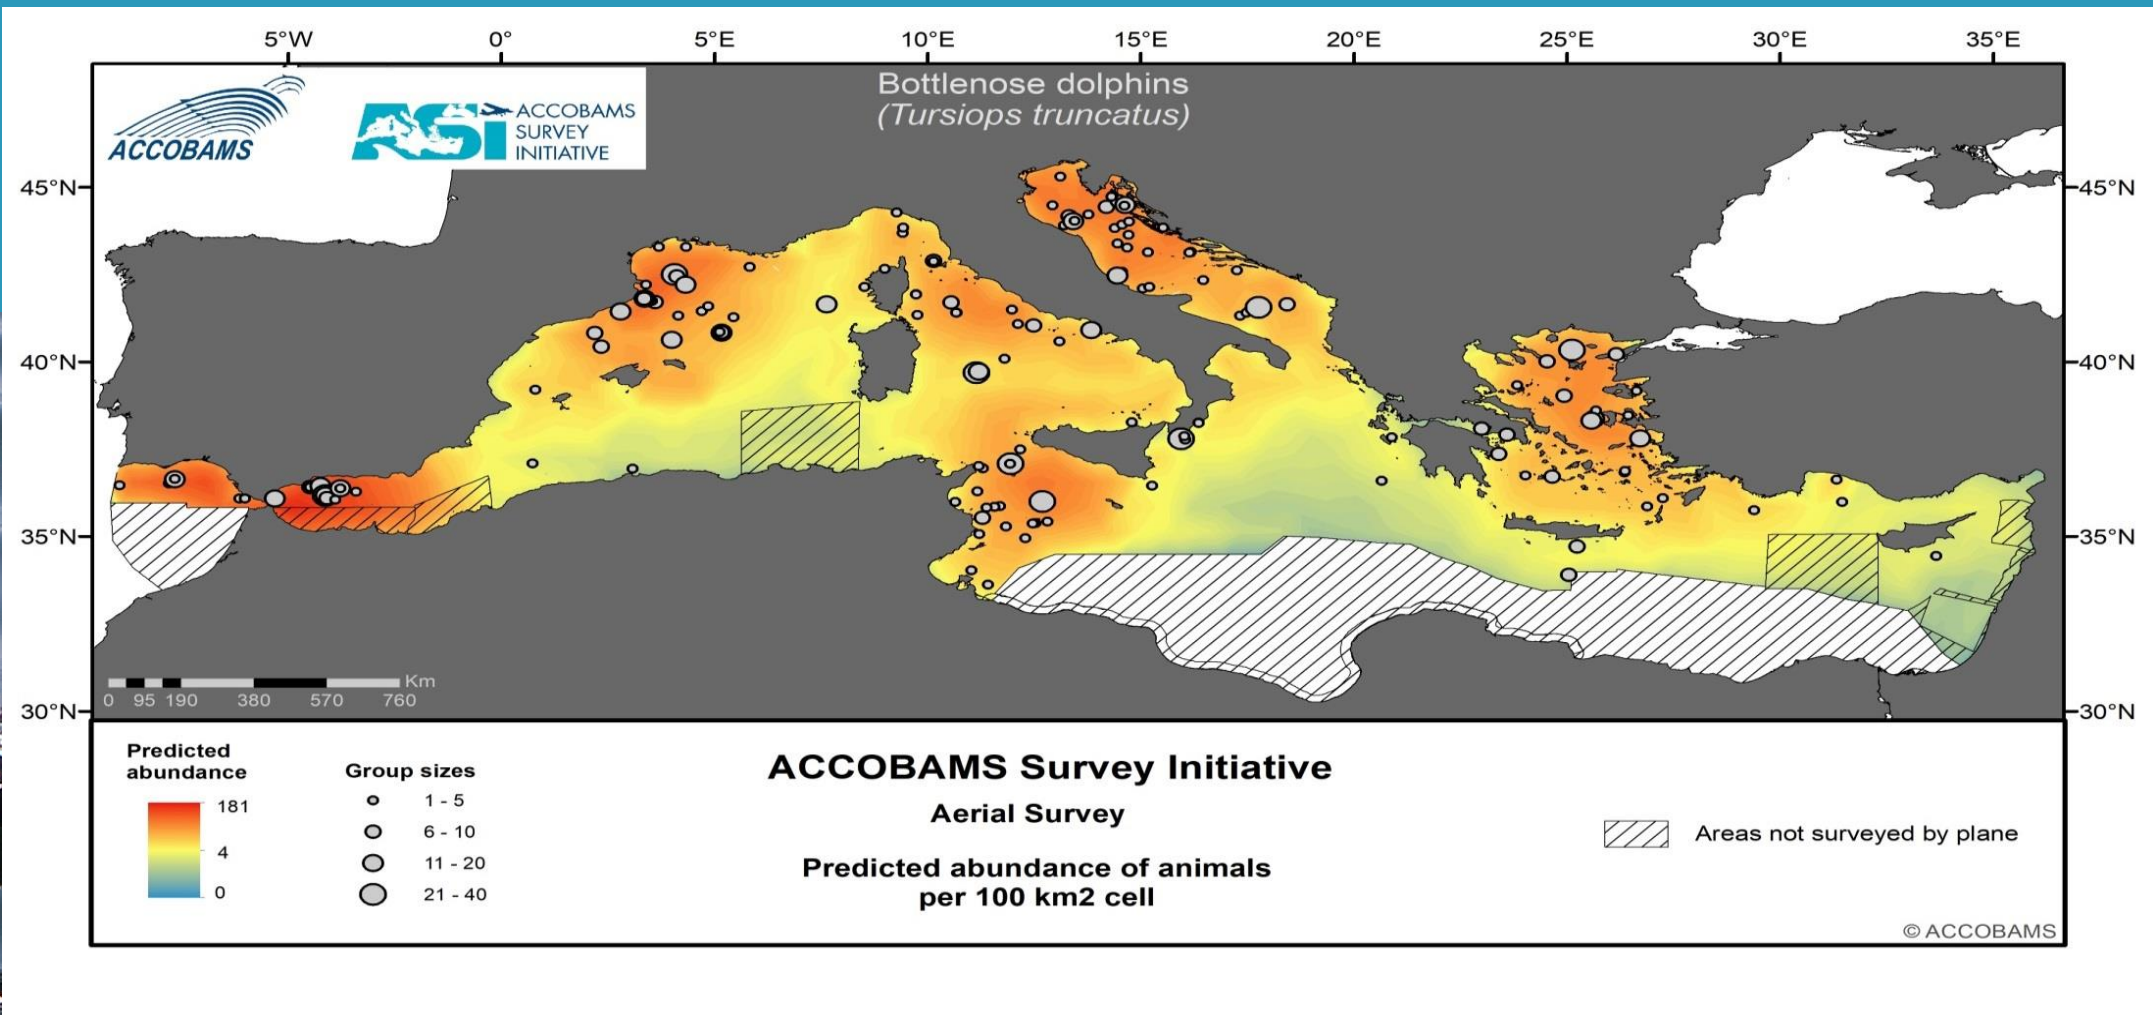 5°W 0° 5°E 10°E 15°E 20°E 25°E 30°E 35°E
ACCOBAMS
ASI
ACCOBAMS
SURVEY
INITIATIVE
Bottlenose dolphins
(Tursiops truncatus)
45°N 45°N
40°N 40°N
35°N 35°N
30°N 30°N
Km
0 95 190 380 570 760
Predicted
abundance
181
4
0
Group sizes
1 - 5
6 - 10
11 - 20
21 - 40
ACCOBAMS Survey Initiative
Aerial Survey
Predicted abundance of animals
per 100 km2 cell
Areas not surveyed by plane
© ACCOBAMS